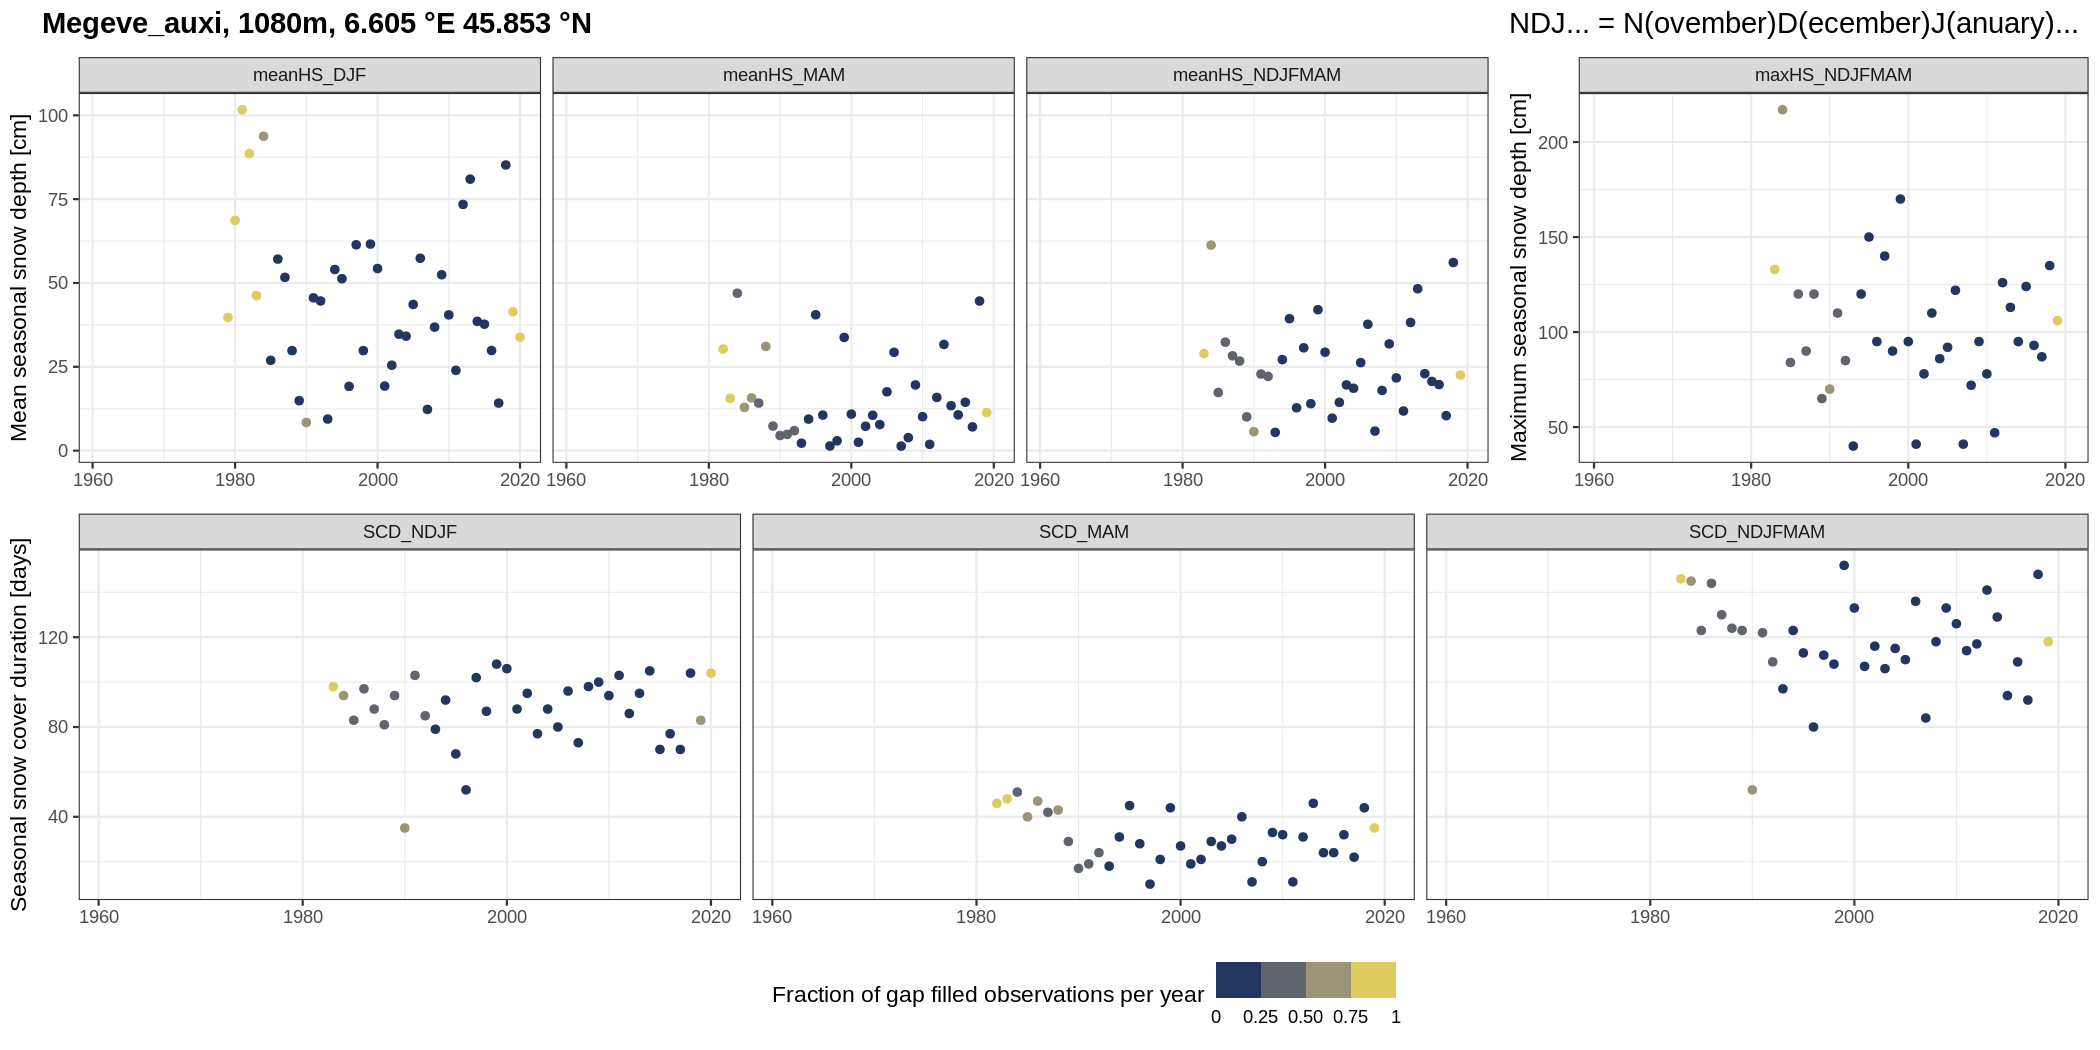 Megeve_auxi, 1080m, 6.605 °E 45.853 °N
NDJ... = N(ovember)D(ecember)J(anuary)...
meanHS_DJF
meanHS_MAM
meanHS_NDJFMAM
maxHS_NDJFMAM
Mean seasonal snow depth [cm]
100
75
50
25
0
1960 1980 2000 2020
1960 1980 2000 2020
1960 1980 2000 2020
Maximum seasonal snow depth [cm]
200
150
100
50
1960 1980 2000 2020
SCD_NDJF
SCD_MAM
SCD_NDJFMAM
Seasonal snow cover duration [days]
120
80
40
1960 1980 2000 2020
1960 1980 2000 2020
1960 1980 2000 2020
Fraction of gap filled observations per year
0 0.25 0.50 0.75 1